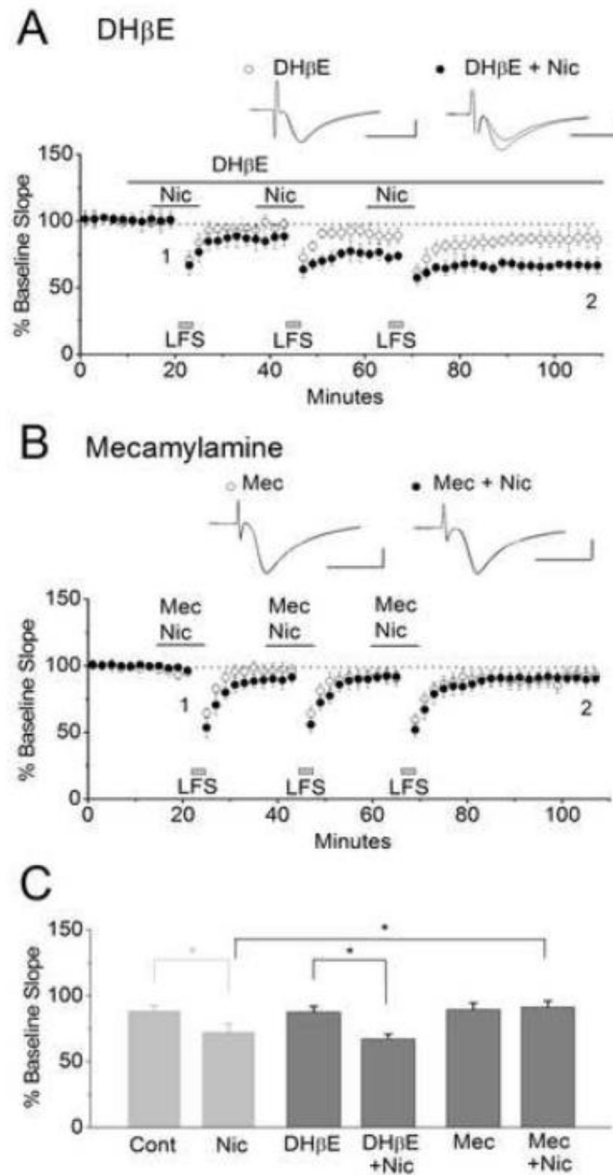 A DHβE
DHβE DHβE + Nic
DHβE
Nic Nic Nic
150
100
50
0
% Baseline Slope
1
2
LFS LFS LFS
0 20 40 60 80 100
Minutes
B Mecamylamine
Mec Mec + Nic
Mec Mec Mec
Nic Nic Nic
150
100
50
0
% Baseline Slope
1
2
LFS LFS LFS
0 20 40 60 80 100
Minutes
C
150
100
50
0
% Baseline Slope
* * *
Cont Nic DHβE DHβE Mec Mec
+Nic +Nic